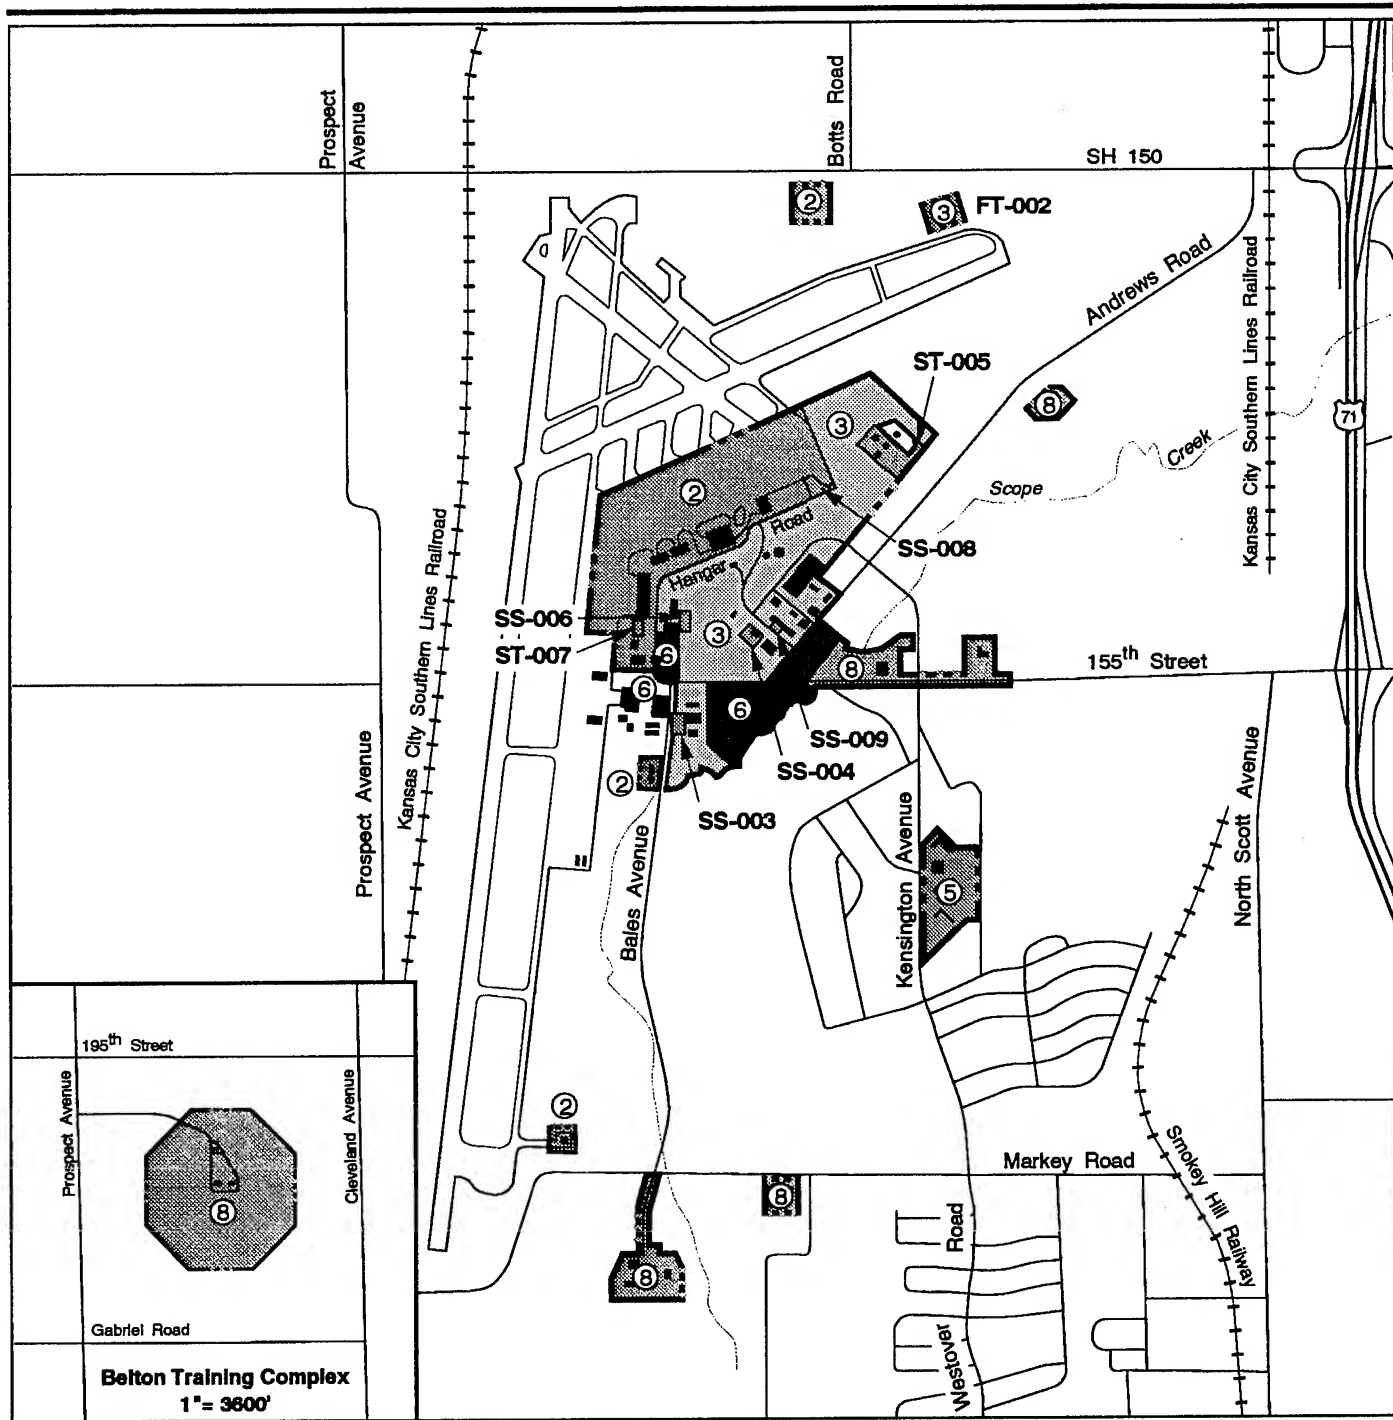 Prospect
Avenue
Botts Road
SH 150
2
3
FT-002
Andrews Road
Kansas City Southern Lines Railroad
ST-005
8
71
3
Creek
Scope
2
Kansas City Southern Lines Railroad
Road
SS-008
Hangar
SS-006
3
ST-007
6
8
155th Street
6
6
SS-009
SS-004
2
SS-003
Prospect Avenue
Bales Avenue
Kensington Avenue
North Scott Avenue
5
2
Markey Road
Smokey Hill Railway
8
Road
Westover
8
195th Street
Prospect Avenue
Cleveland Avenue
8
Gabriel Road
Belton Training Complex
1"= 3600'